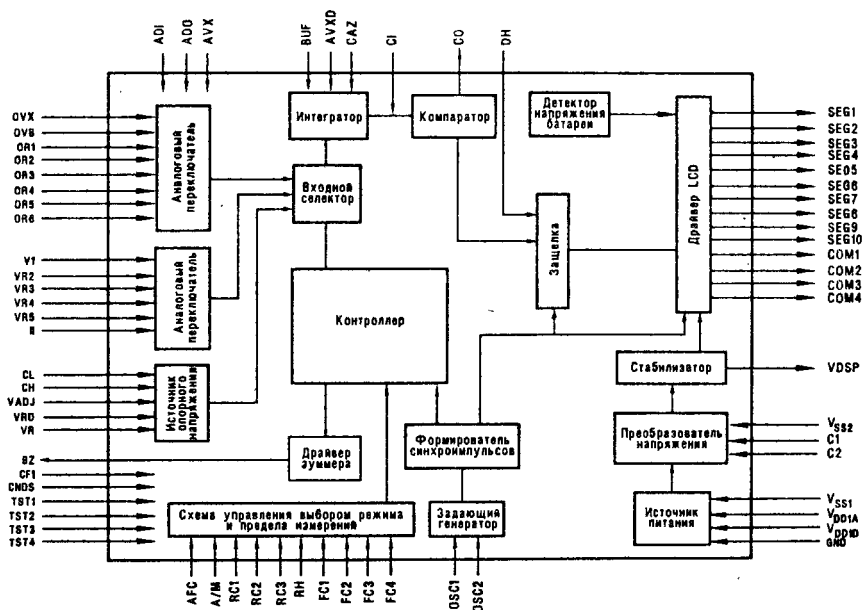 ADI
ADO
AVX
BUF
AVXD
CAZ
CI
CO
DH
OVX
OVS
OR1
OR2
OR3
OR4
OR5
OR6
Аналоговый
переключатель
Интегратор
Компаратор
Детектор
напряжения
батареи
Входной
селектор
Защелка
Драйвер LCD
SEG1
SEG2
SEG3
SEG4
SEG5
SEG6
SEG7
SEG8
SEG9
SEG10
COM1
COM2
COM3
COM4
V1
VR2
VR3
VR4
VR5
Аналоговый
переключатель
Контроллер
CL
CH
VADJ
VRD
VR
Источник
опорного
напряжения
Стабилизатор
VDSP
BZ
CF1
CNDS
TST1
TST2
TST3
TST4
Драйвер
зуммера
Формирователь
синхроимпульсов
Преобразователь
напряжения
VSS2
C1
C2
Схема управления выбором режима
и предела измерений
Задающий
генератор
Источник
питания
VSS1
VDD1A
VDD1D
GND
AFC
A/M
RC1
RC2
RC3
RH
FC1
FC2
FC3
FC4
OSC1
OSC2